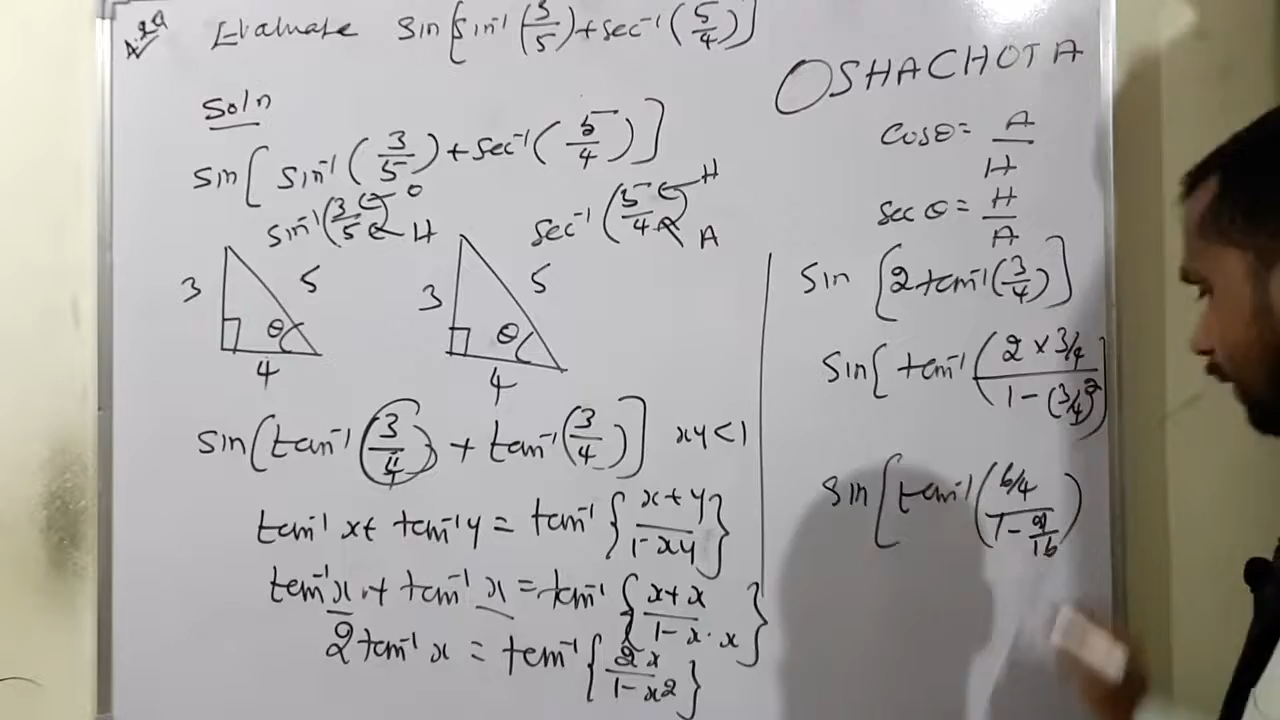 A.29 Evaluate sin[sin⁻¹(3/5)+sec⁻¹(5/4)]
Soln
sin[sin⁻¹(3/5)+sec⁻¹(5/4)]
sin⁻¹(3/5) O H
sec⁻¹(5/4) H A
3 5 θ 4
3 5 θ 4
sin(tan⁻¹(3/4)+tan⁻¹(3/4)] xy<1
tan⁻¹x+tan⁻¹y=tan⁻¹{x+y/1-xy}
tan⁻¹x+tan⁻¹x=tan⁻¹{x+x/1-x·x}
2tan⁻¹x=tan⁻¹{2x/1-x2}
OSHACHOTA
cosθ=A/H
secθ=H/A
sin[2tan⁻¹(3/4)]
sin[tan⁻¹(2×3/4/1-(3/4)²)
sin[tan⁻¹(6/4/1-9/16)